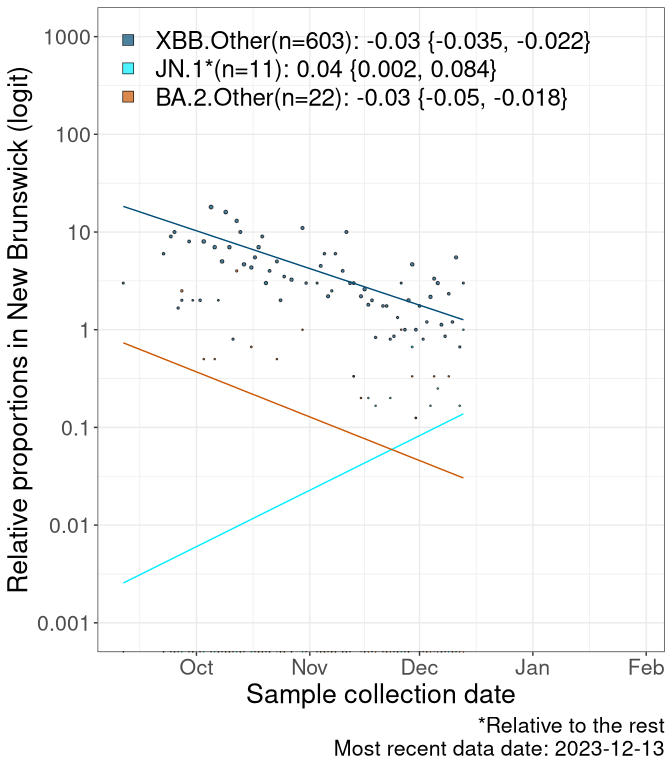 XBB.Other(n=603): -0.03 {-0.035, -0.022}
JN.1*(n=11): 0.04 {0.002, 0.084}
BA.2.Other(n=22): -0.03 {-0.05, -0.018}
Relative proportions in New Brunswick (logit)
1000
100
10
1
0.1
0.01
0.001
Oct Nov Dec Jan Feb
Sample collection date
*Relative to the rest
Most recent data date: 2023-12-13